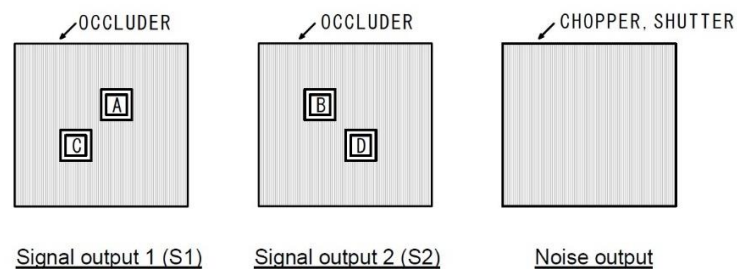 OCCLUDER OCCLUDER CHOPPER, SHUTTER
A B
C D
Signal output 1 (S1) Signal output 2 (S2) Noise output